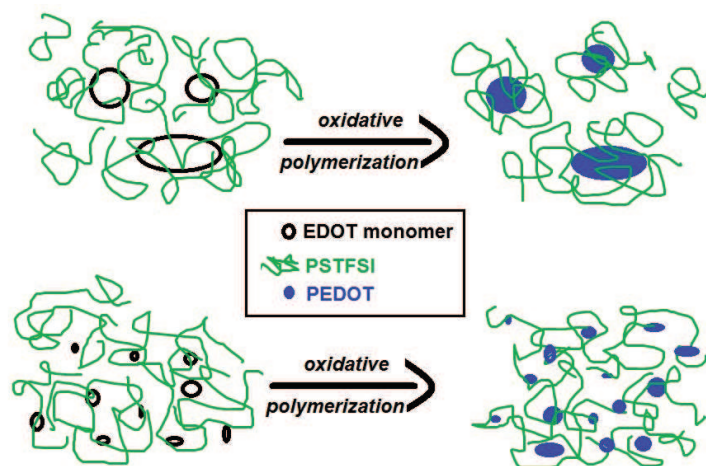 oxidative
polymerization
EDOT monomer
PSTFSI
PEDOT
oxidative
polymerization